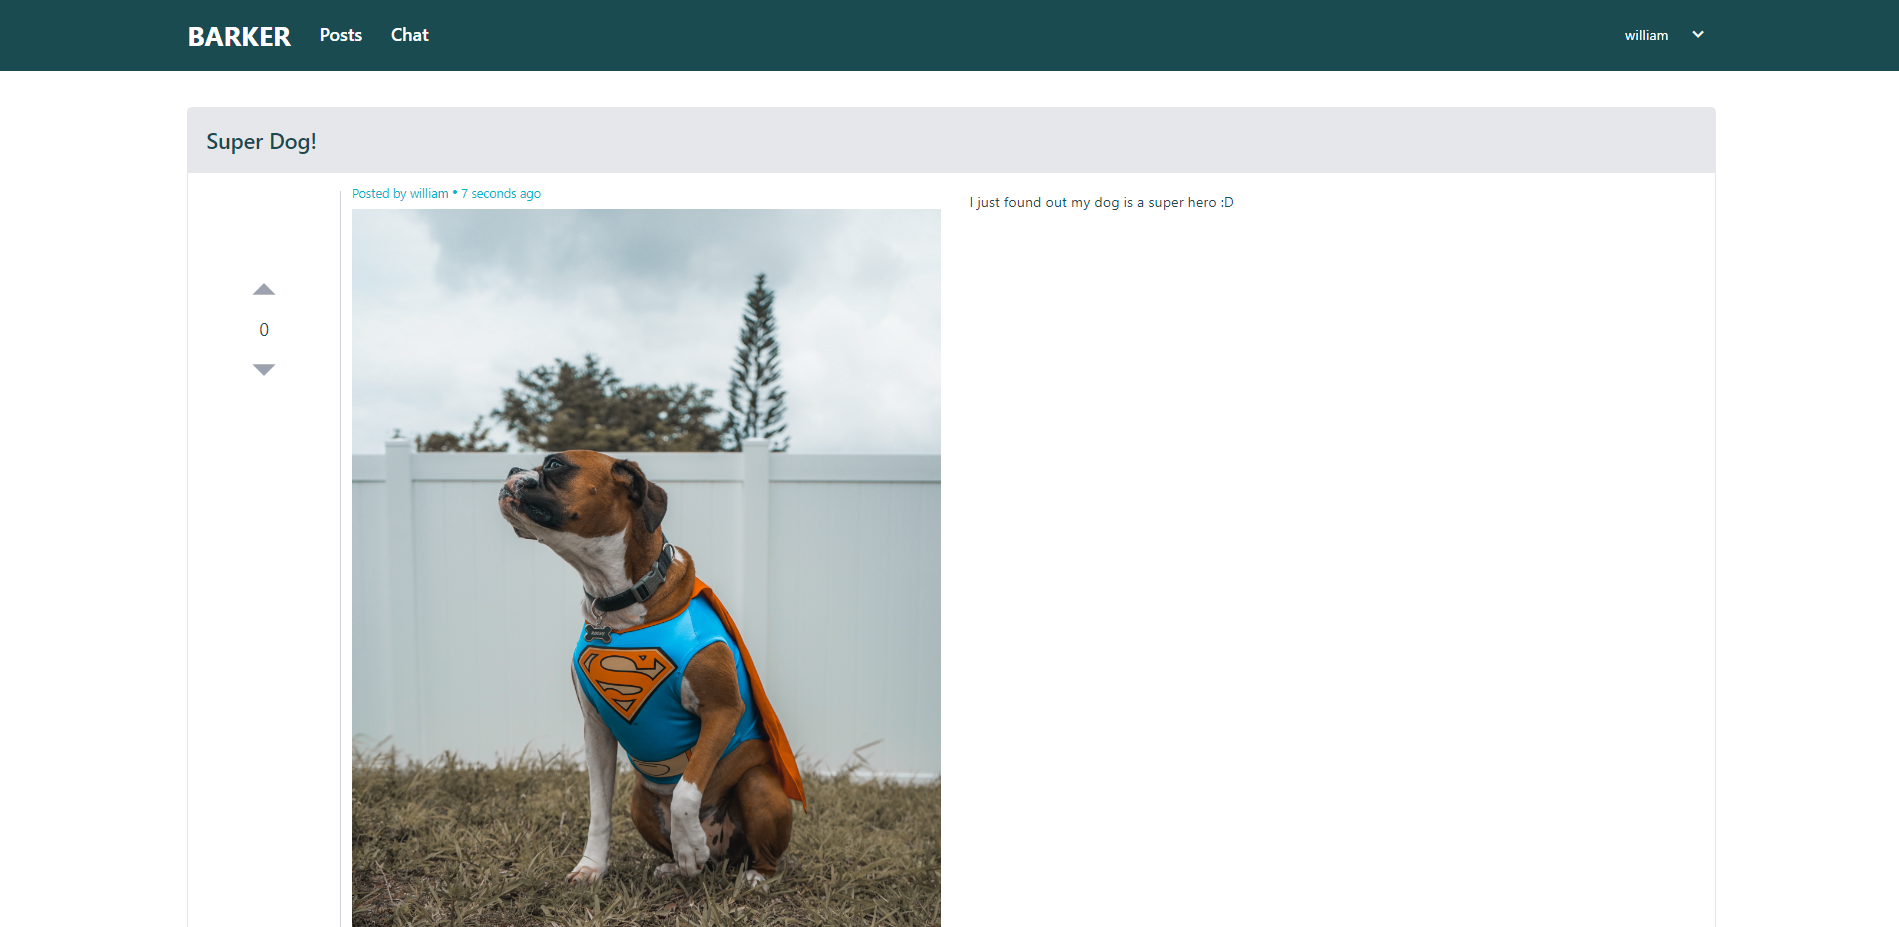 BARKER Posts Chat william
Super Dog!
Posted by william • 7 seconds ago
I just found out my dog is a super hero :D
0
S